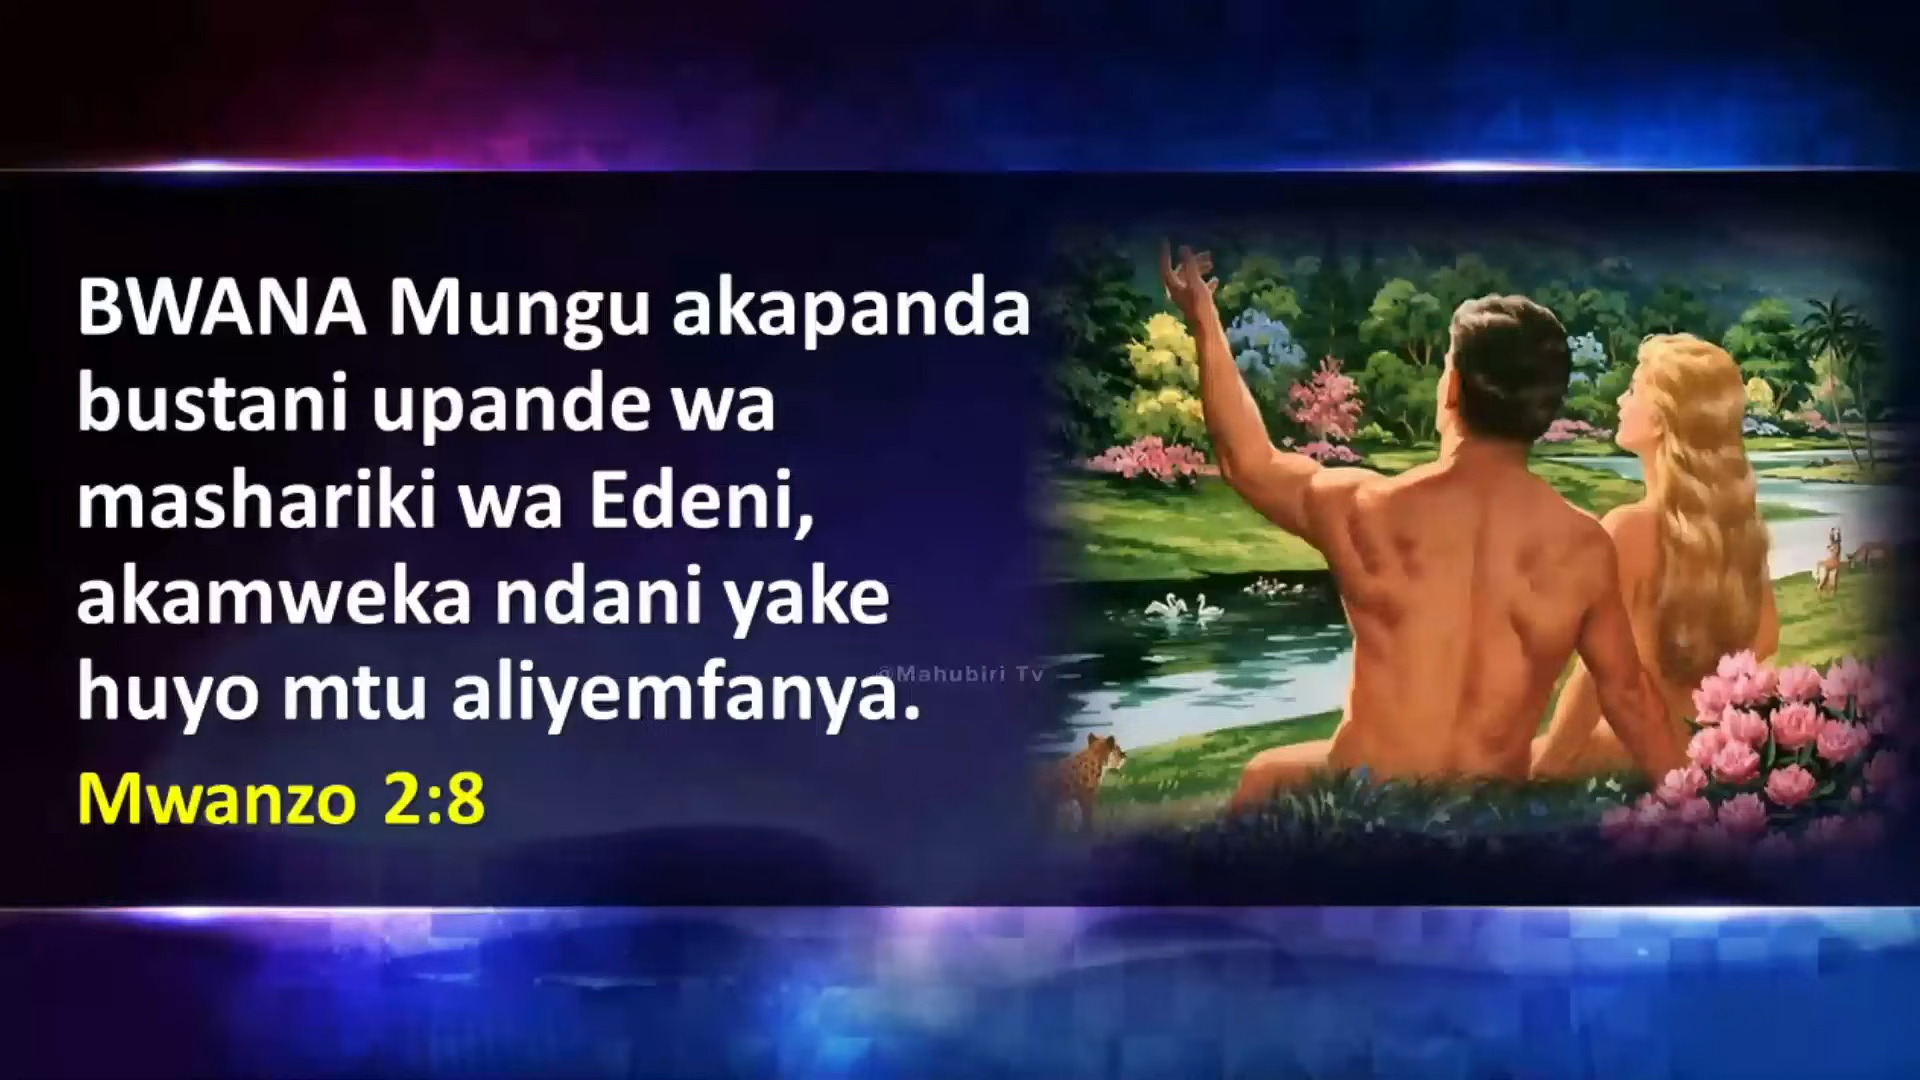 BWANA Mungu akapanda
bustani upande wa
mashariki wa Edeni,
akamweka ndani yake
huyo mtu aliyemfanya.
Mwanzo 2:8
@Mahubiri Tv